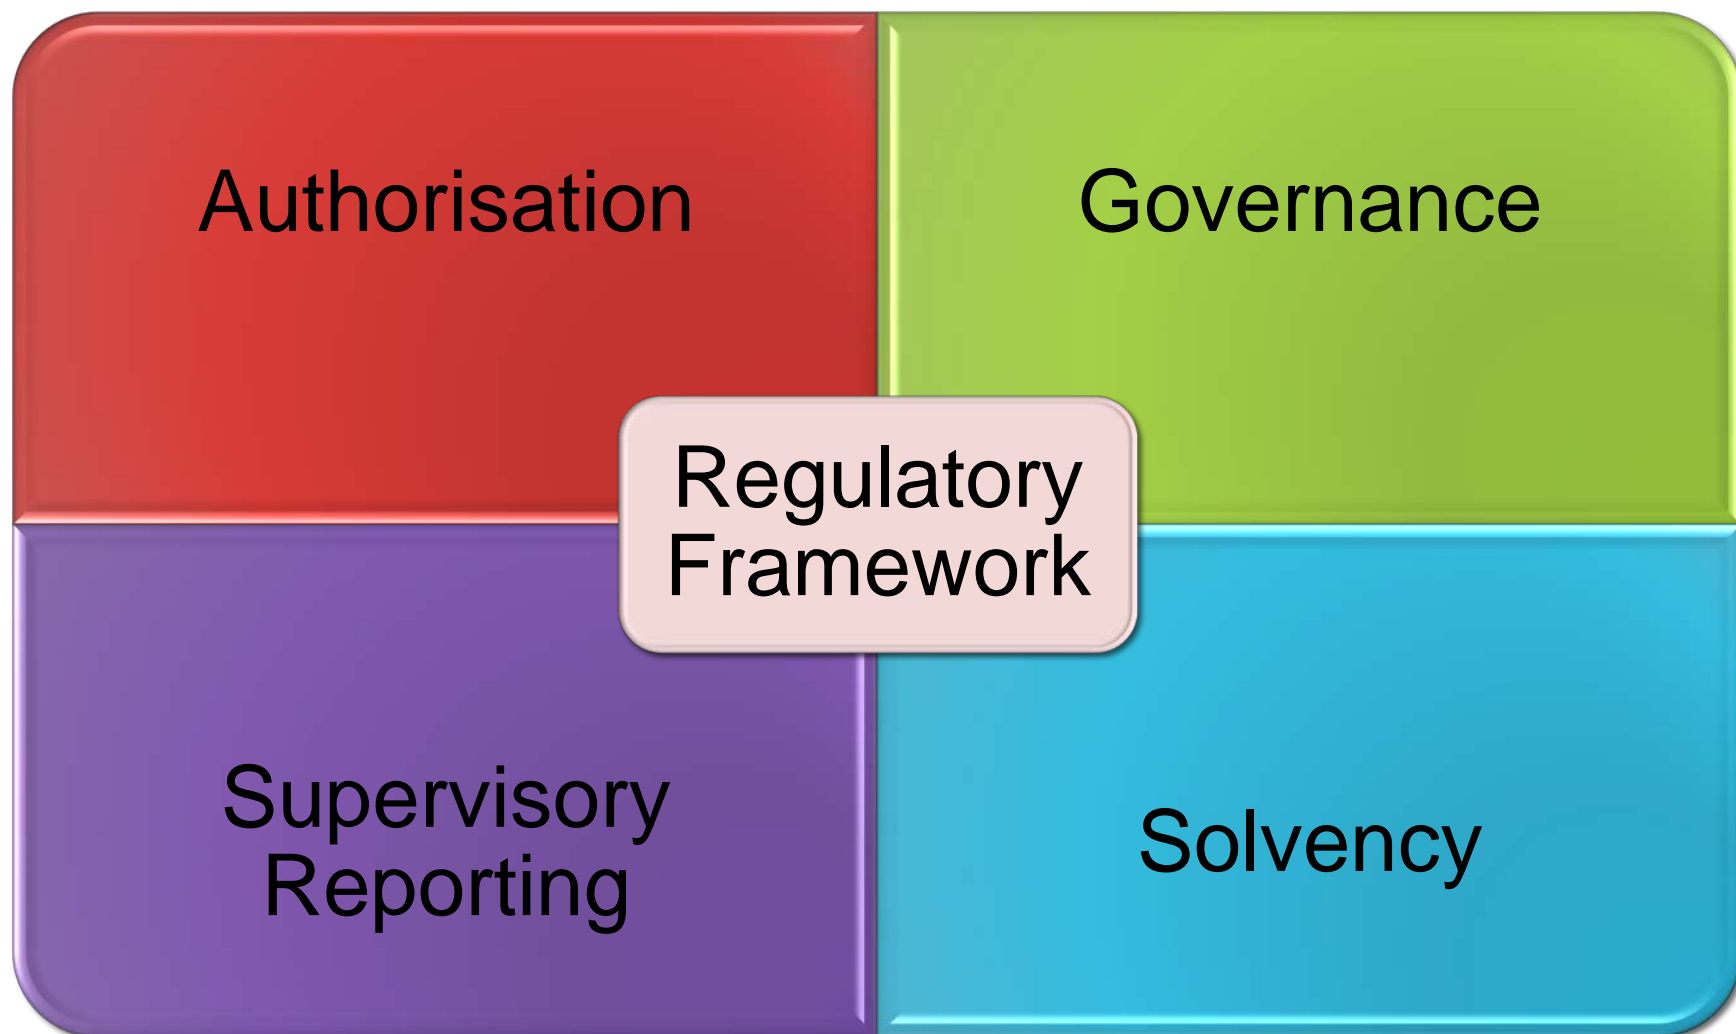 Authorisation
Governance
Regulatory
Framework
Supervisory
Reporting
Solvency